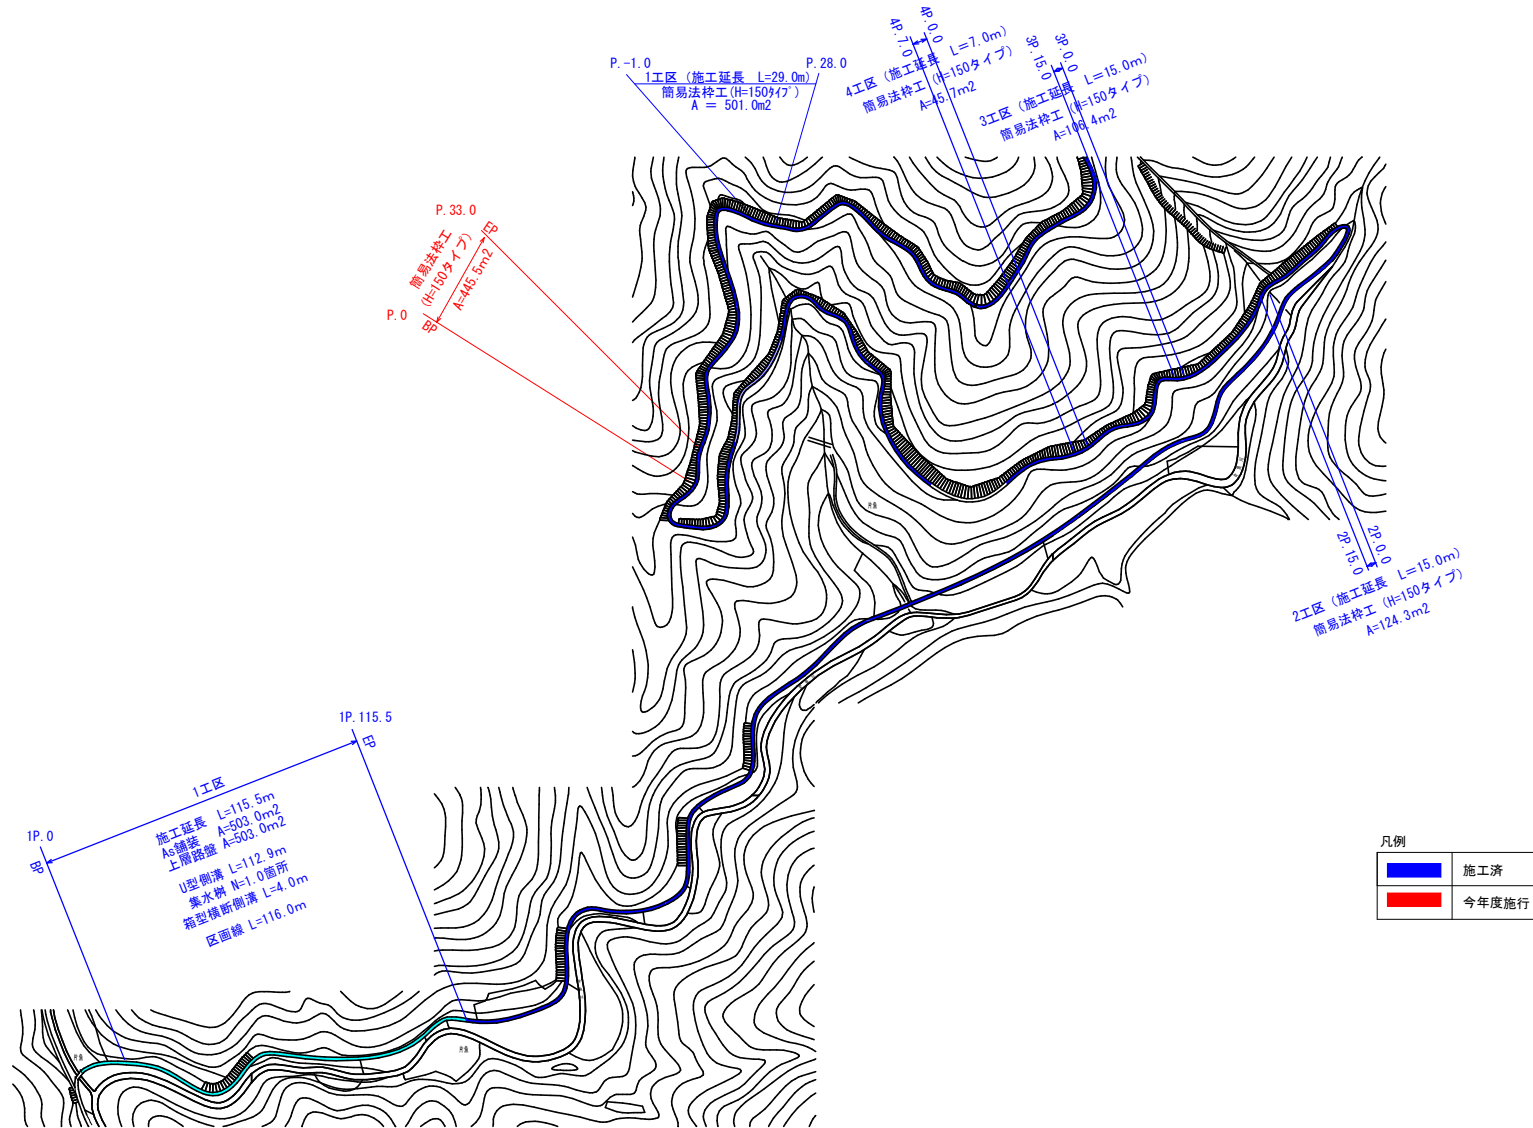 P.-1.0
P.28.0
1工区（施工延長　L=29.0m）
簡易法枠工(H=150ﾀｲﾌﾟ)
A ＝ 501.0m2
4P.7.0
4P.0.0
4工区（施工延長　L=7.0m）
簡易法枠工（H=150タイプ）
A=45.7m2
3P.15.0
3P.0.0
3工区（施工延長　L=15.0m）
簡易法枠工（H=150タイプ）
A=106.4m2
P.33.0
EP
簡易法枠工
(H=150タイプ)
A=445.5m2
P.0
BP
2P.15.0
2P.0.0
2工区（施工延長　L=15.0m）
簡易法枠工（H=150タイプ）
A=124.3m2
1P.115.5
EP
1工区
1P.0
BP
施工延長　L=115.5m
As舗装　A=503.0m2
上層路盤 A=503.0m2
U型側溝 L=112.9m
集水桝 N=1.0箇所
箱型横断側溝 L=4.0m
区画線 L=116.0m
凡例
施工済
今年度施行